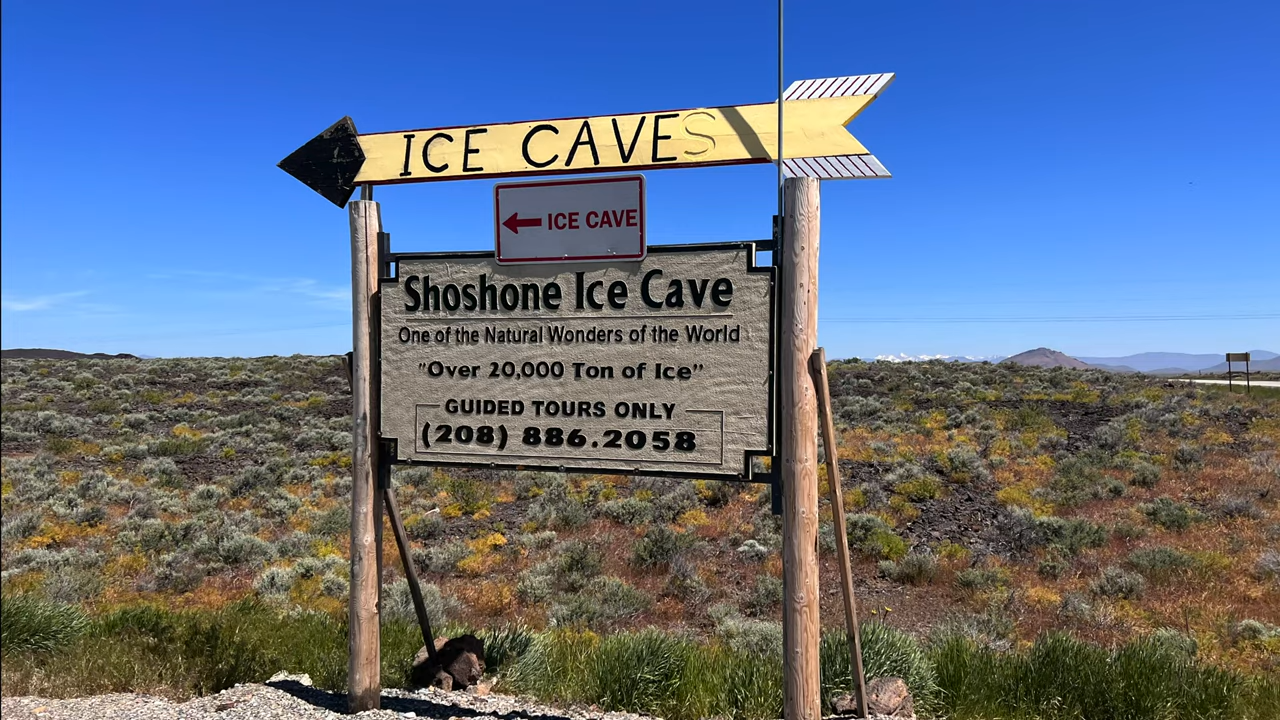 ICE CAVES
ICE CAVE
Shoshone Ice Cave
One of the Natural Wonders of the World
"Over 20,000 Ton of Ice"
GUIDED TOURS ONLY
(208) 886.2058